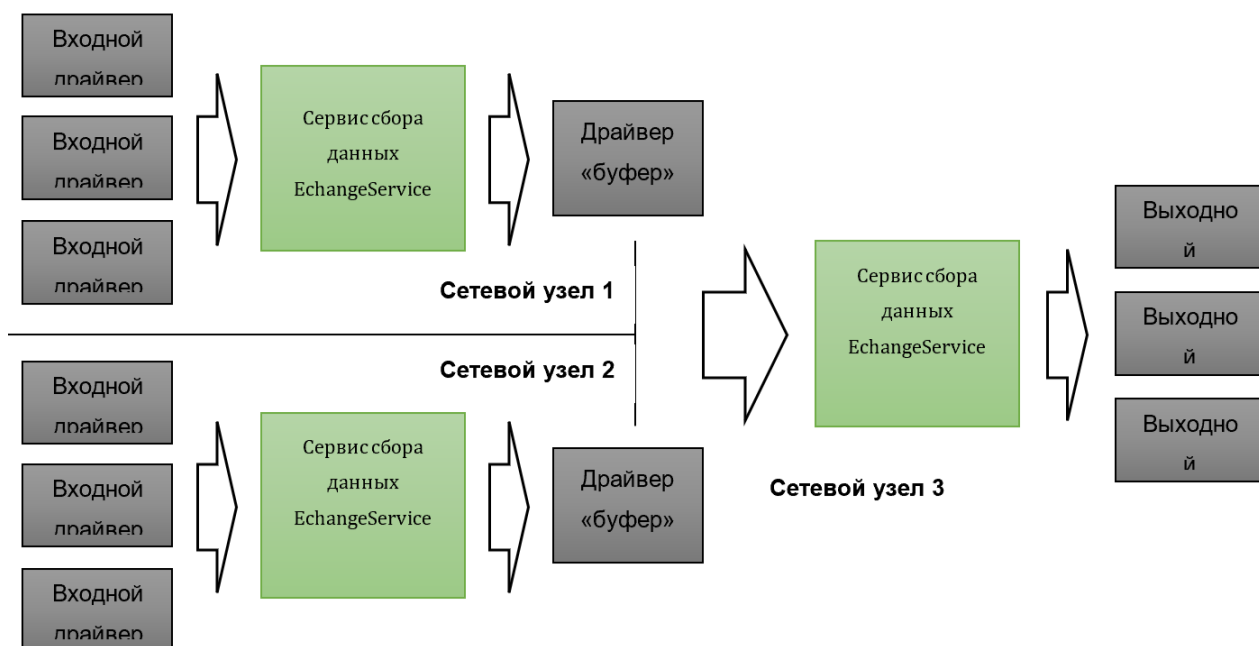 Входной
драйвер
Входной
драйвер
Входной
драйвер
Сервис сбора
данных
EchangeService
Драйвер
«буфер»
Сетевой узел 1
Сетевой узел 2
Входной
драйвер
Входной
драйвер
Входной
драйвер
Сервис сбора
данных
EchangeService
Драйвер
«буфер»
Сервис сбора
данных
EchangeService
Сетевой узел 3
Выходно
й
Выходно
й
Выходно
й